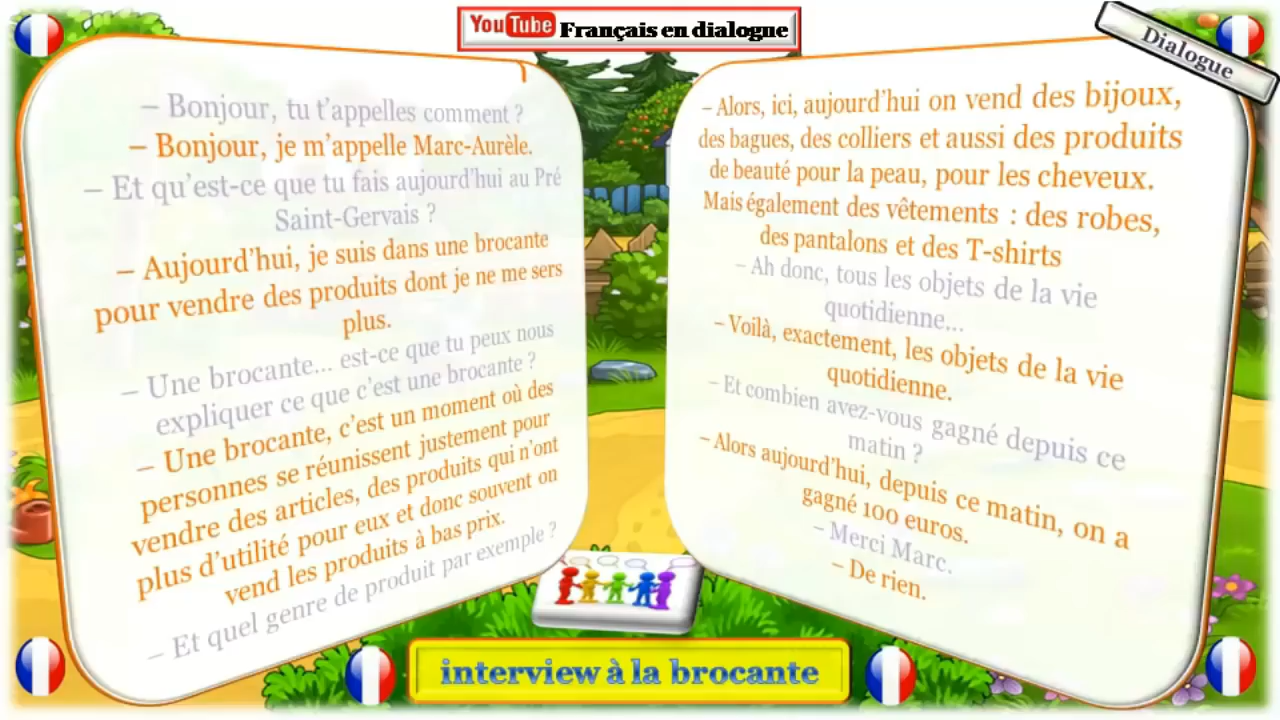 YouTube Français en dialogue
Dialogue
– Bonjour, tu t'appelles comment ?
– Bonjour, je m'appelle Marc-Aurèle.
– Et qu'est-ce que tu fais aujourd'hui au Pré
Saint-Gervais ?
– Aujourd'hui, je suis dans une brocante
pour vendre des produits dont je ne me sers
plus.
– Une brocante... est-ce que tu peux nous
expliquer ce que c'est une brocante ?
– Une brocante, c'est un moment où des
personnes se réunissent justement pour
vendre des articles, des produits qui n'ont
plus d'utilité pour eux et donc souvent on
vend les produits à bas prix.
– Et quel genre de produit par exemple ?
– Alors, ici, aujourd'hui on vend des bijoux,
des bagues, des colliers et aussi des produits
de beauté pour la peau, pour les cheveux.
Mais également des vêtements : des robes,
des pantalons et des T-shirts
– Ah donc, tous les objets de la vie
quotidienne...
– Voilà, exactement, les objets de la vie
quotidienne.
– Et combien avez-vous gagné depuis ce
matin ?
– Alors aujourd'hui, depuis ce matin, on a
gagné 100 euros.
– Merci Marc.
– De rien.
interview à la brocante